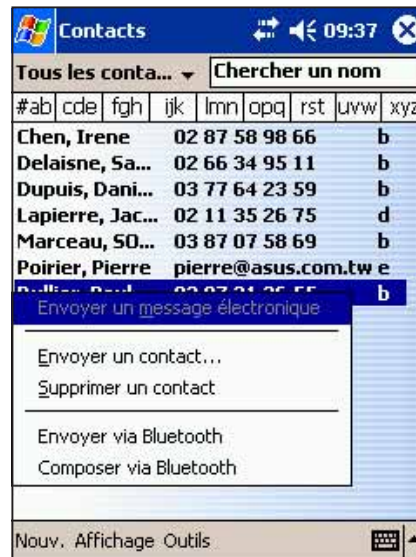 Contacts 09:37
Tous les conta... Chercher un nom
#ab cde fgh ijk lmn opq rst uvw xyz
Chen, Irene 02 87 58 98 66 b
Delaisne, Sa... 02 66 34 95 11 b
Dupuis, Dani... 03 77 64 23 59 b
Lapierre, Jac... 02 11 35 26 75 d
Marceau, SO... 03 87 07 58 69 b
Poirier, Pierre pierre@asus.com.tw e
b
Envoyer un message électronique
Envoyer un contact...
Supprimer un contact
Envoyer via Bluetooth
Composer via Bluetooth
Nouv. Affichage Outils